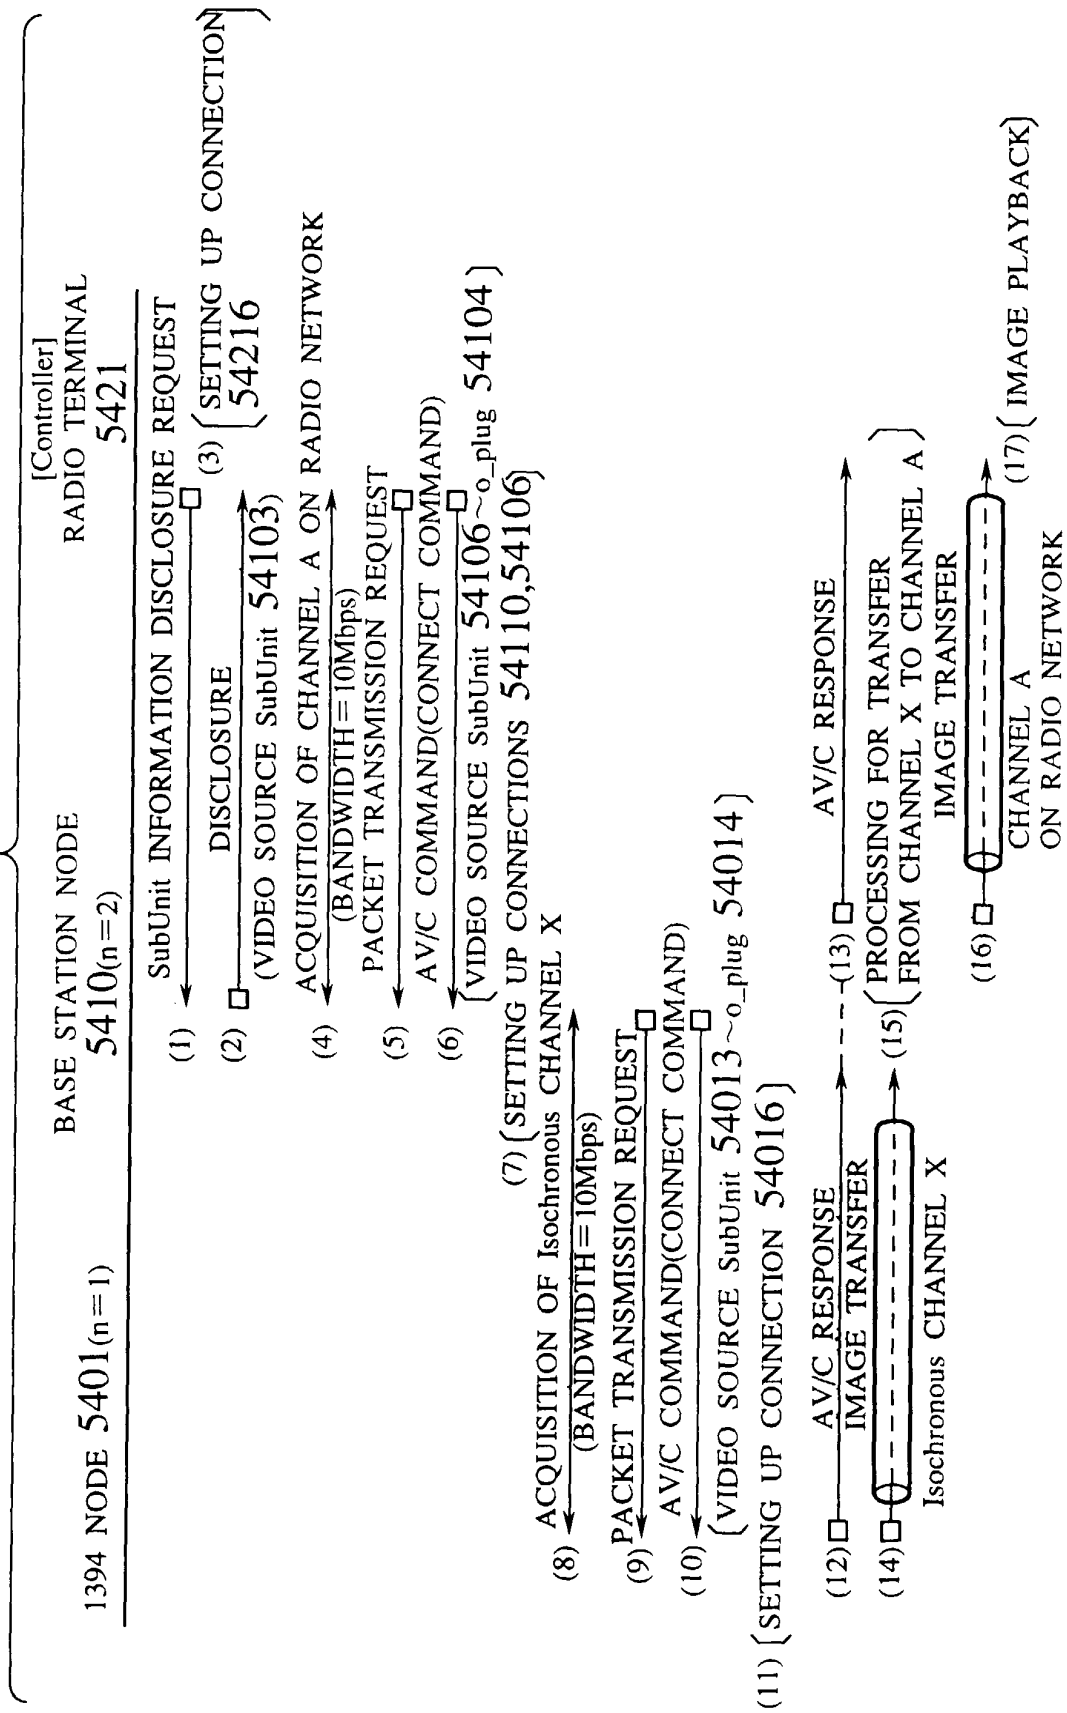 1394 NODE 5401(n=1)
BASE STATION NODE
5410(n=2)
[Controller]
RADIO TERMINAL
5421
SubUnit INFORMATION DISCLOSURE REQUEST
(1)
(2)
DISCLOSURE
(VIDEO SOURCE SubUnit 54103)
(3) SETTING UP CONNECTION
54216
ACQUISITION OF CHANNEL A ON RADIO NETWORK
(4)
(BANDWIDTH=10Mbps)
PACKET TRANSMISSION REQUEST
(5)
AV/C COMMAND(CONNECT COMMAND)
(6)
VIDEO SOURCE SubUnit 54106~o_plug 54104
(7) SETTING UP CONNECTIONS 54110,54106
ACQUISITION OF Isochronous CHANNEL X
(8)
(BANDWIDTH=10Mbps)
PACKET TRANSMISSION REQUEST
(9)
AV/C COMMAND(CONNECT COMMAND)
(10)
VIDEO SOURCE SubUnit 54013~o_plug 54014
(11) SETTING UP CONNECTION 54016
AV/C RESPONSE
(12)
AV/C RESPONSE
(13)
IMAGE TRANSFER
(14)
Isochronous CHANNEL X
(15) PROCESSING FOR TRANSFER
FROM CHANNEL X TO CHANNEL A
IMAGE TRANSFER
(16)
CHANNEL A
ON RADIO NETWORK
(17) IMAGE PLAYBACK